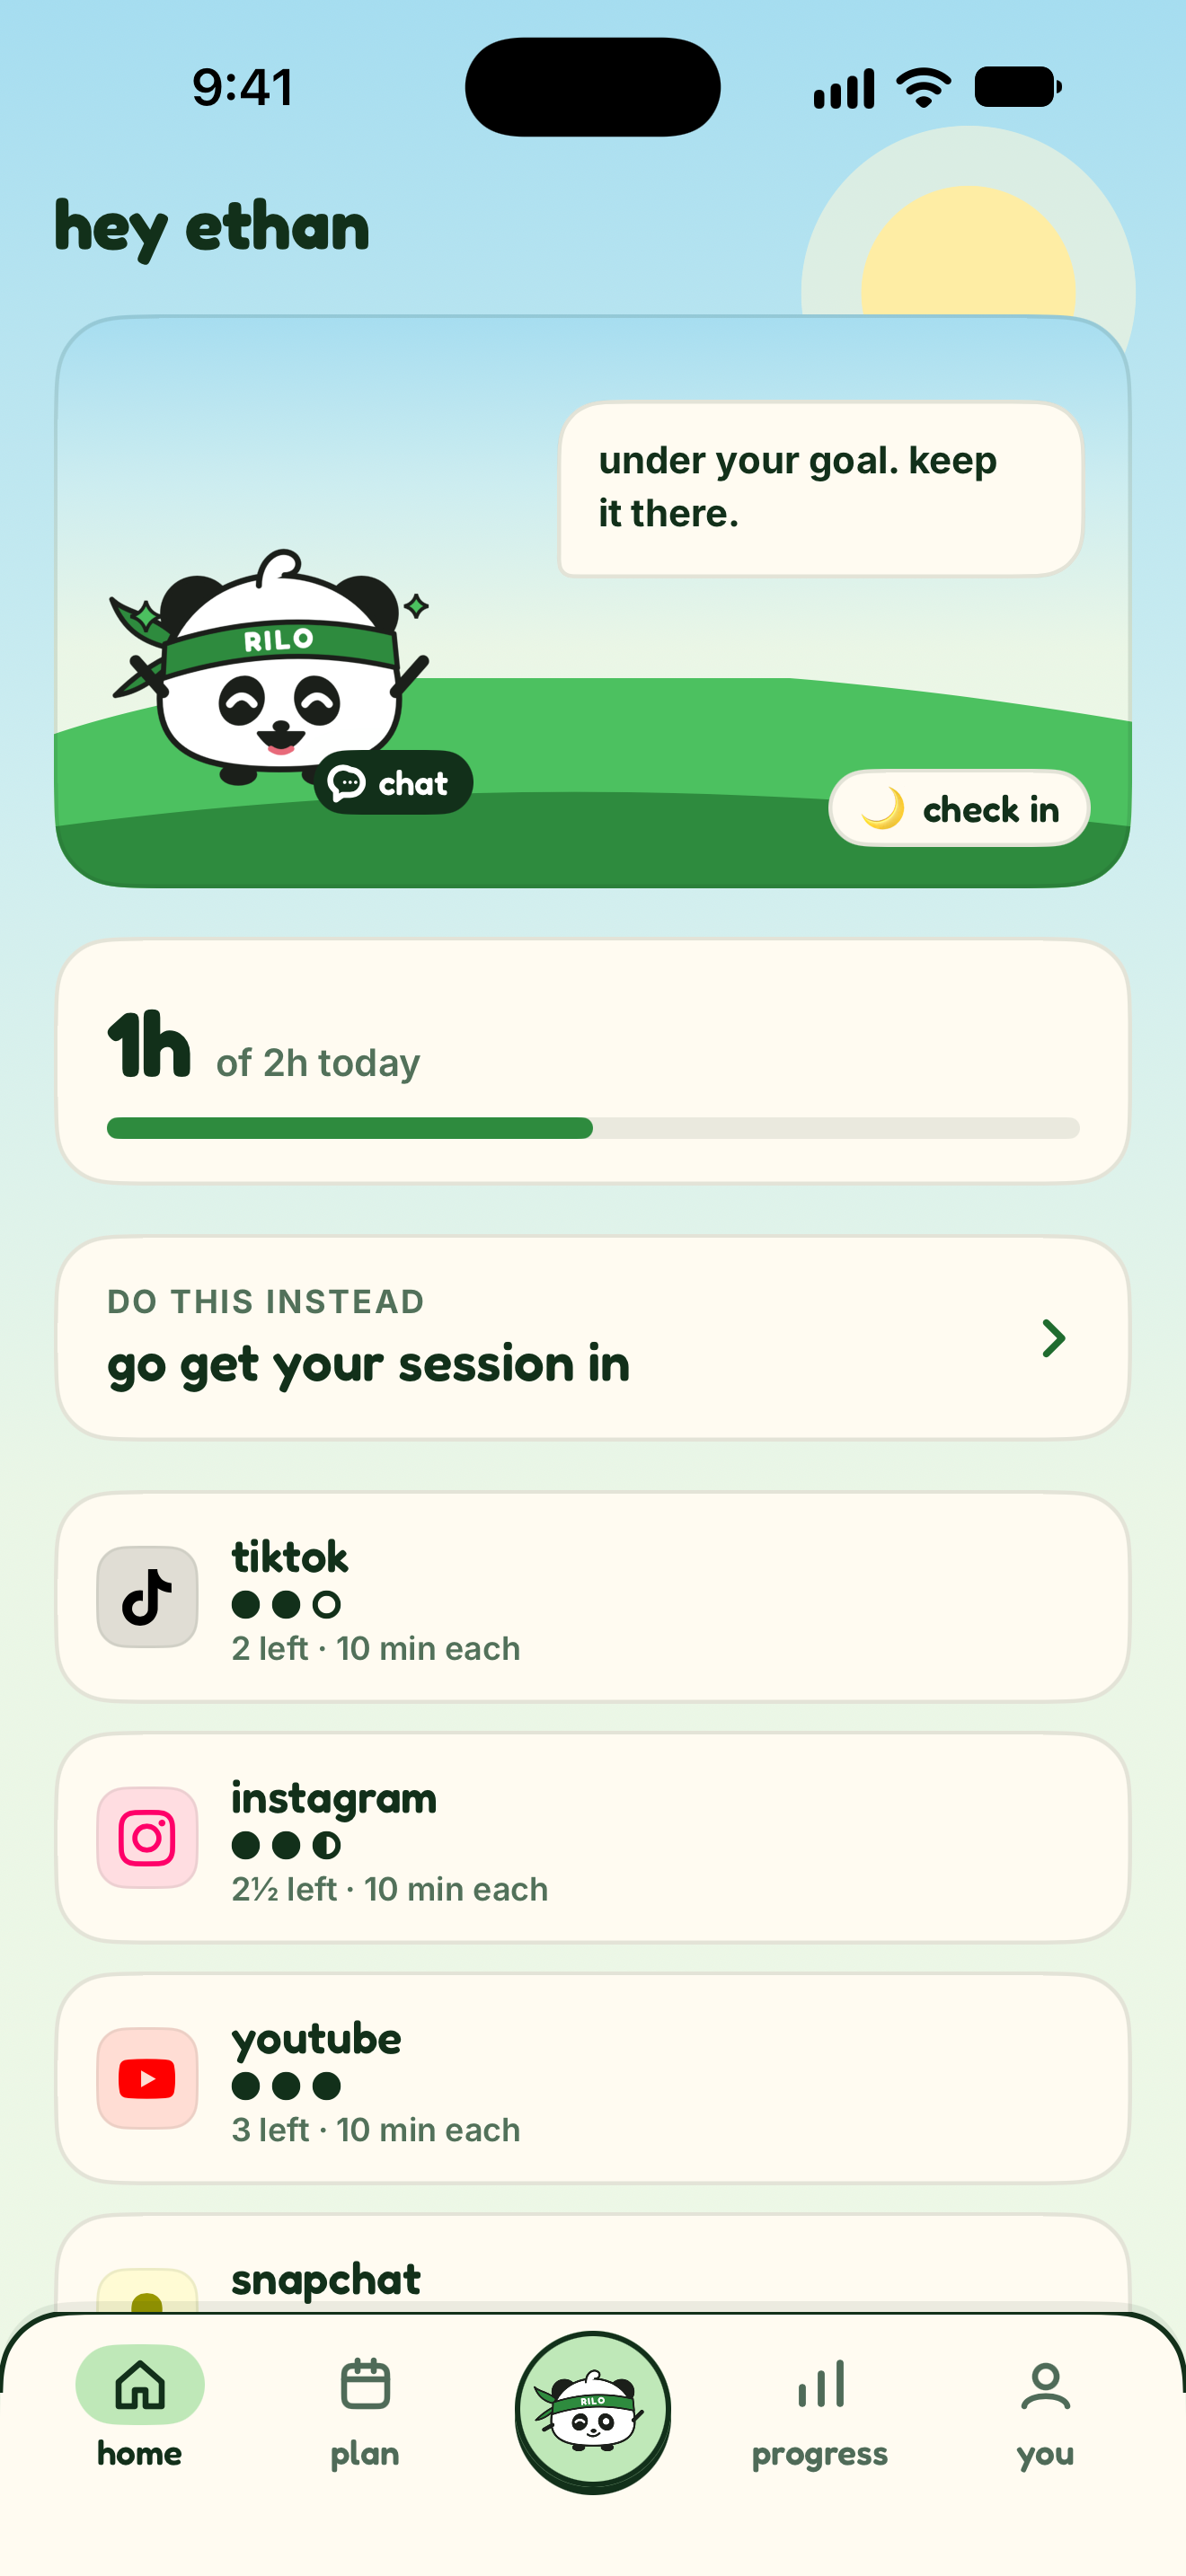 9:41
hey ethan
under your goal. keep
it there.
RILO
chat
🌙 check in
1h of 2h today
DO THIS INSTEAD
go get your session in
tiktok
2 left · 10 min each
instagram
2½ left · 10 min each
youtube
3 left · 10 min each
snapchat
RILO
home
plan
progress
you